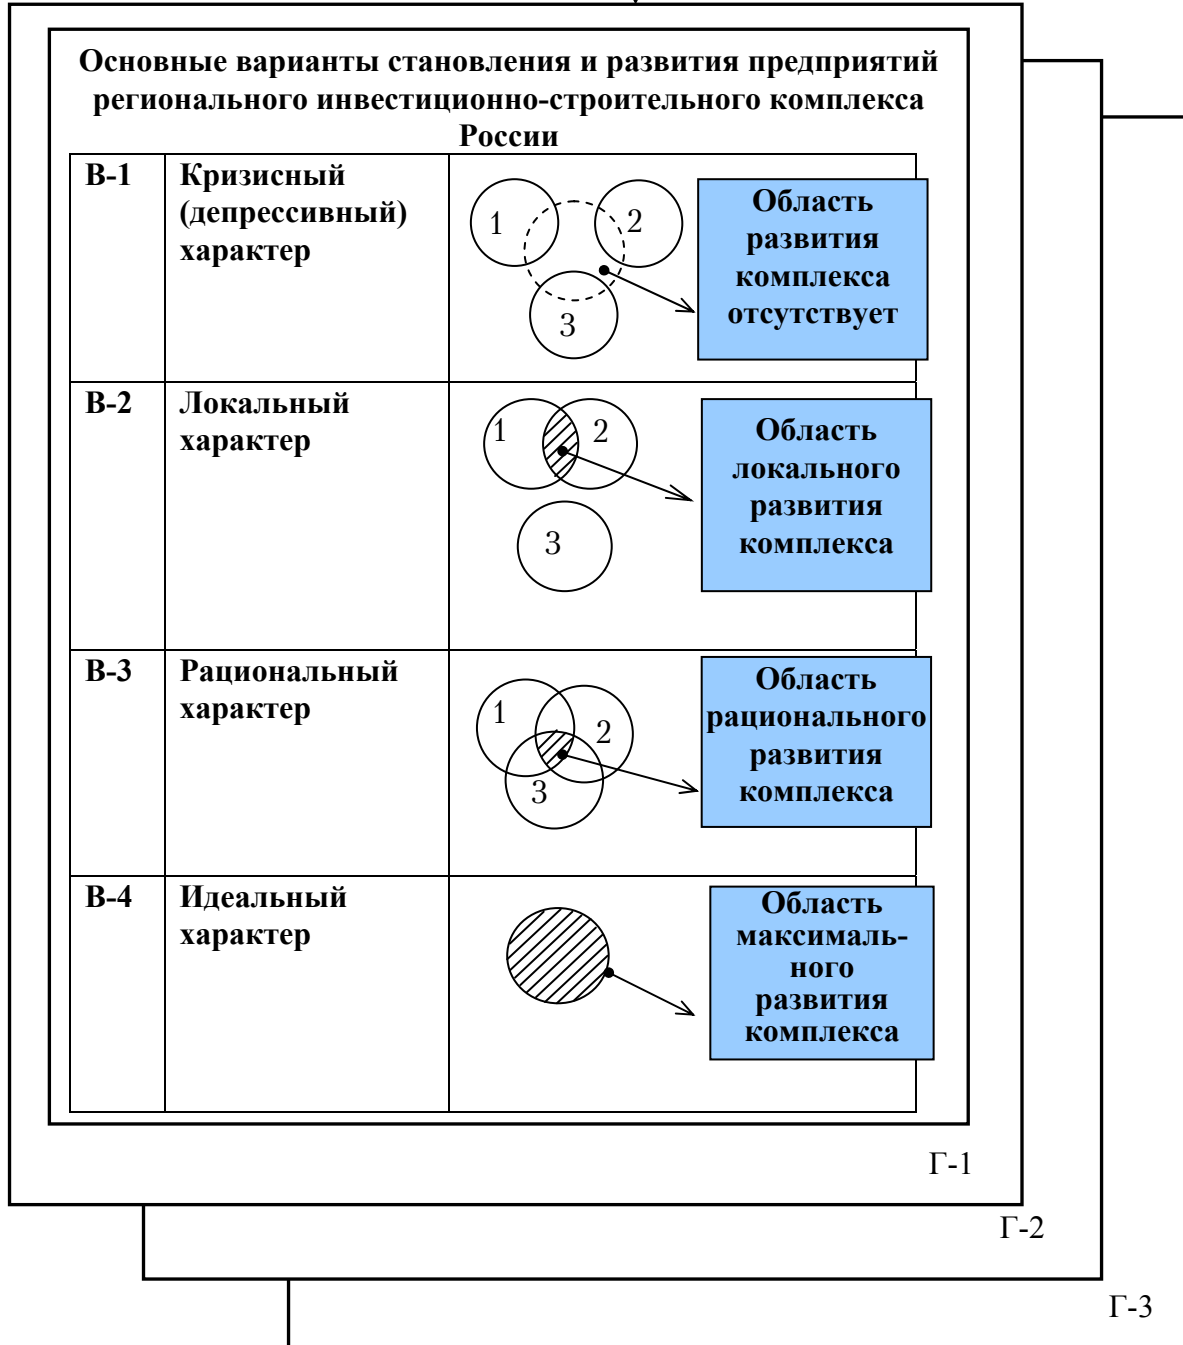 Основные варианты становления и развития предприятий
регионального инвестиционно-строительного комплекса
России
В-1
Кризисный
(депрессивный)
характер
1
2
3
Область
развития
комплекса
отсутствует
В-2
Локальный
характер
1
2
3
Область
локального
развития
комплекса
В-3
Рациональный
характер
1
2
3
Область
рационального
развития
комплекса
В-4
Идеальный
характер
Область
максималь-
ного
развития
комплекса
Г-1
Г-2
Г-3